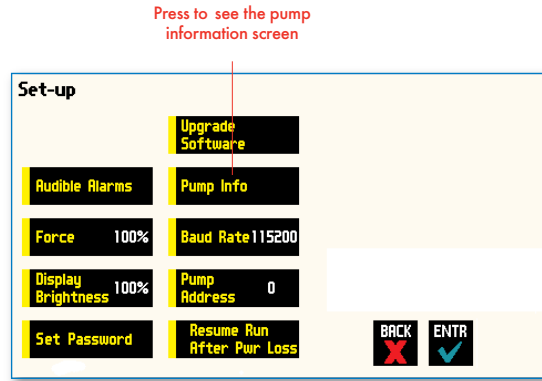 Press to see the pump
information screen
Set-up
Upgrade
Software
Audible Alarms
Pump Info
Force 100%
Baud Rate 115200
Display
Brightness 100%
Pump
Address 0
Set Password
Resume Run
After Pwr Loss
BACK
ENTR